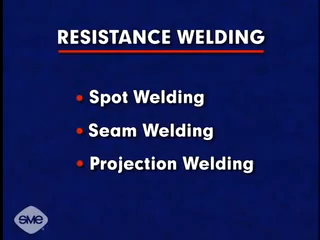 RESISTANCE WELDING
• Spot Welding
• Seam Welding
• Projection Welding
sme